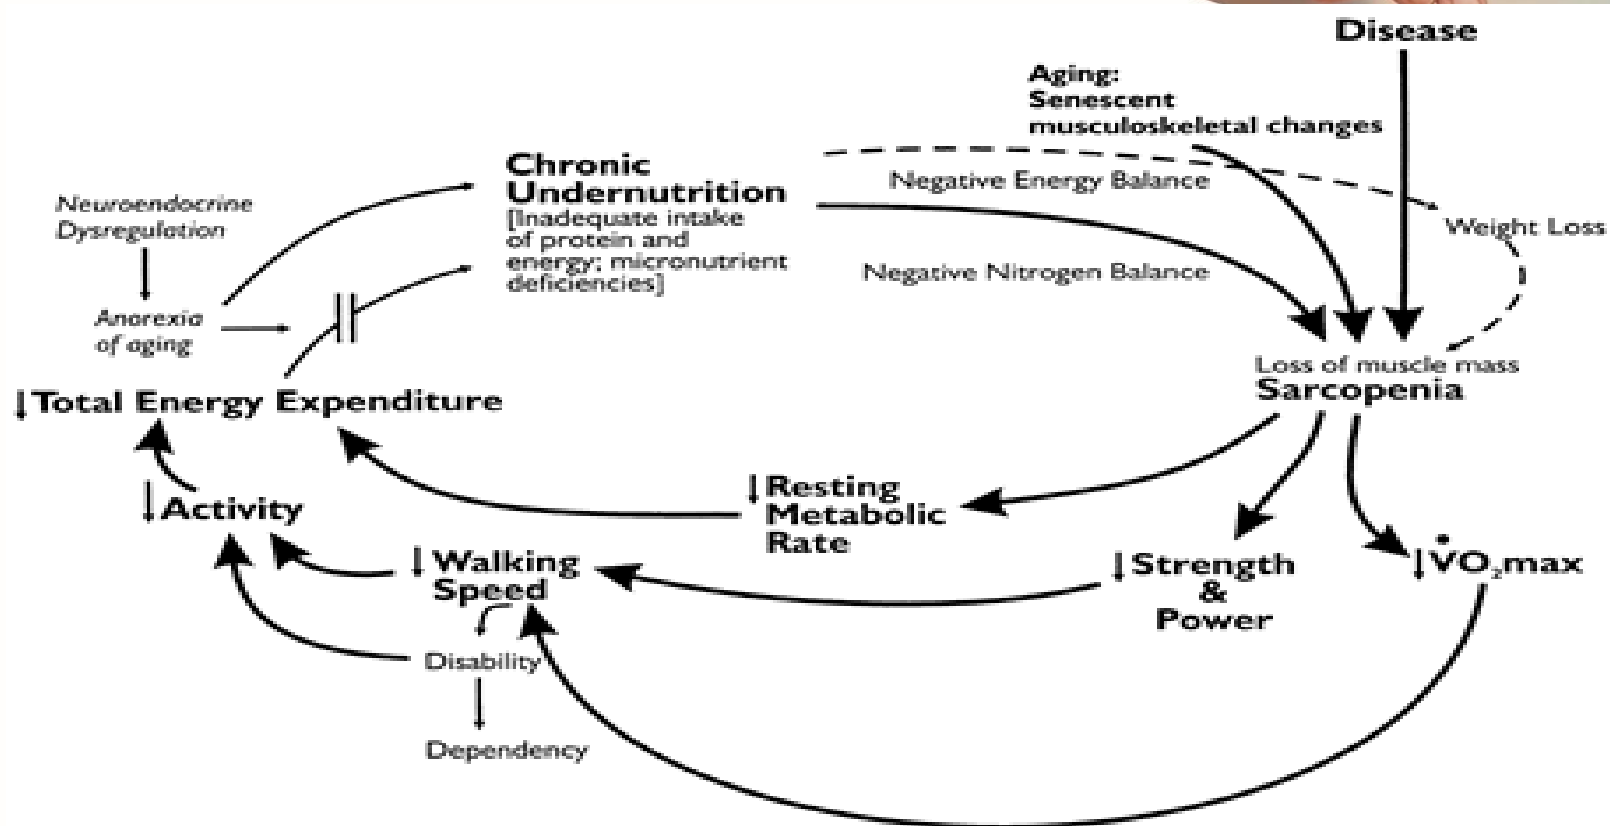 Disease
Aging:
Senescent
musculoskeletal changes
Chronic
Undernutrition
[Inadequate intake
of protein and
energy; micronutrient
deficiencies]
Neuroendocrine
Dysregulation
Anorexia
of aging
Negative Energy Balance
Weight Loss
Negative Nitrogen Balance
Loss of muscle mass
Sarcopenia
↓Total Energy Expenditure
↓Activity
↓Resting
Metabolic
Rate
↓Walking
Speed
↓Strength
&
Power
↓V̇O₂max
Disability
Dependency